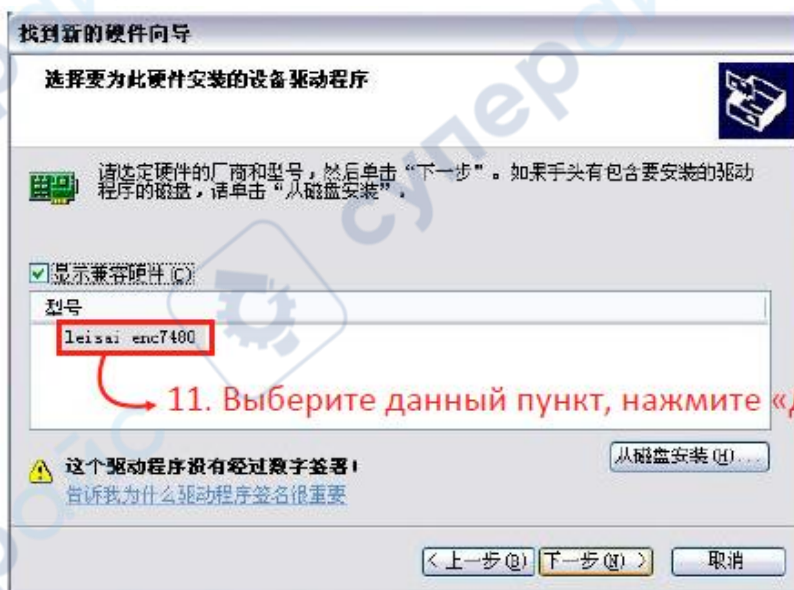 找到新的硬件向导
选择要为此硬件安装的设备驱动程序
请选定硬件的厂商和型号，然后单击“下一步”。如果手头有包含要安装的驱动
程序的磁盘，请单击“从磁盘安装”。
显示兼容硬件(C)
型号
leisai enc7480
11. Выберите данный пункт, нажмите «Д
这个驱动程序没有经过数字签署!
告诉我为什么驱动程序签名很重要
从磁盘安装(H)...
< 上一步(B)
下一步(N) >
取消
супер